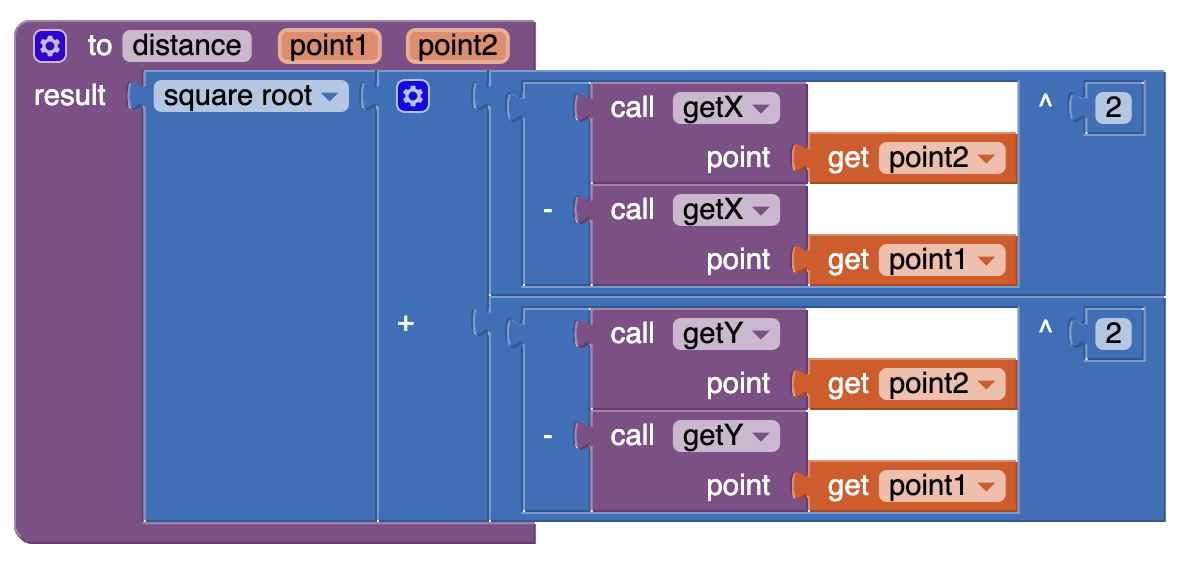 to distance point1 point2
result square root call getX ^ 2
point get point2
- call getX
point get point1
+ call getY ^ 2
point get point2
- call getY
point get point1